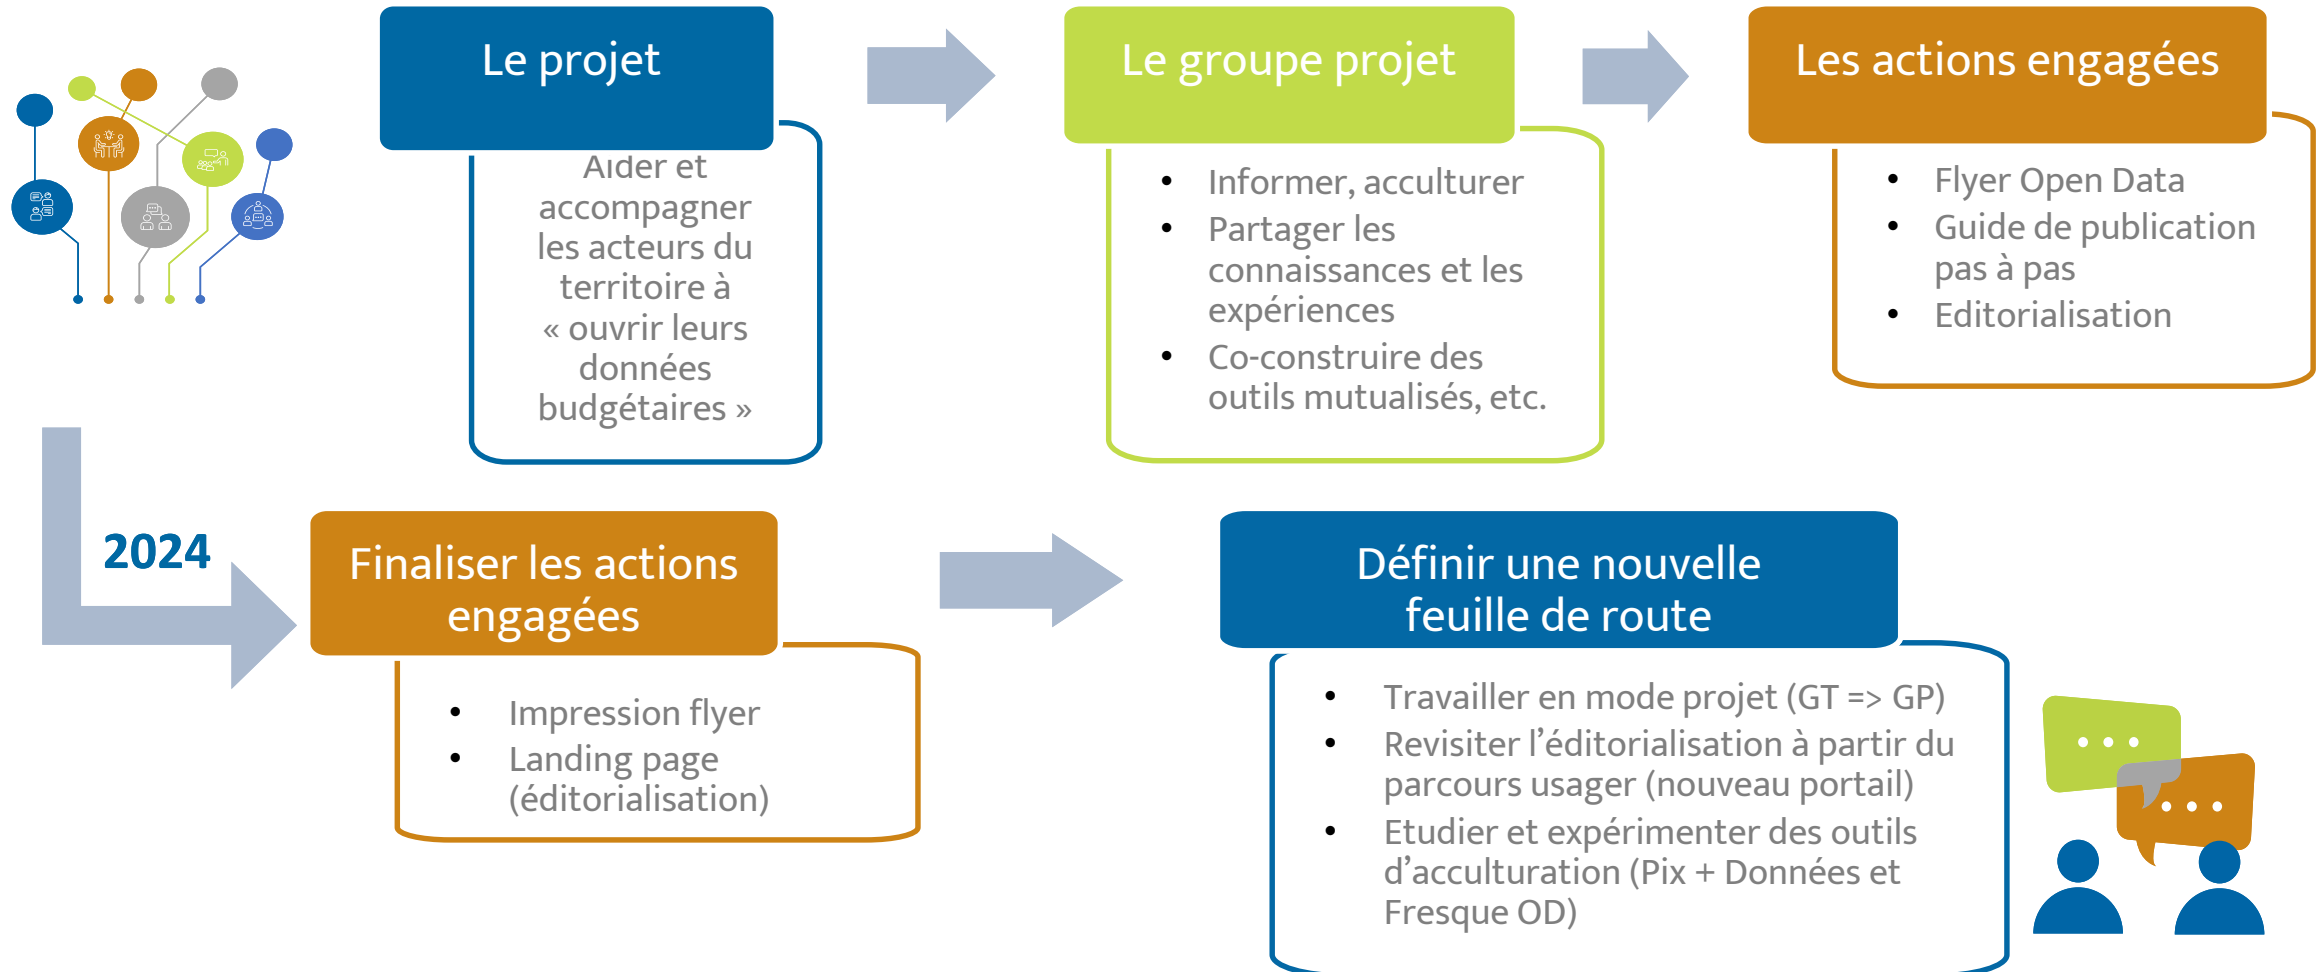 Le projet
Aider et
accompagner
les acteurs du
territoire à
« ouvrir leurs
données
budgétaires »
Le groupe projet
• Informer, acculturer
• Partager les
connaissances et les
expériences
• Co-construire des
outils mutualisés, etc.
Les actions engagées
• Flyer Open Data
• Guide de publication
pas à pas
• Editorialisation
2024
Finaliser les actions
engagées
• Impression flyer
• Landing page
(éditorialisation)
Définir une nouvelle
feuille de route
• Travailler en mode projet (GT => GP)
• Revisiter l’éditorialisation à partir du
parcours usager (nouveau portail)
• Etudier et expérimenter des outils
d’acculturation (Pix + Données et
Fresque OD)